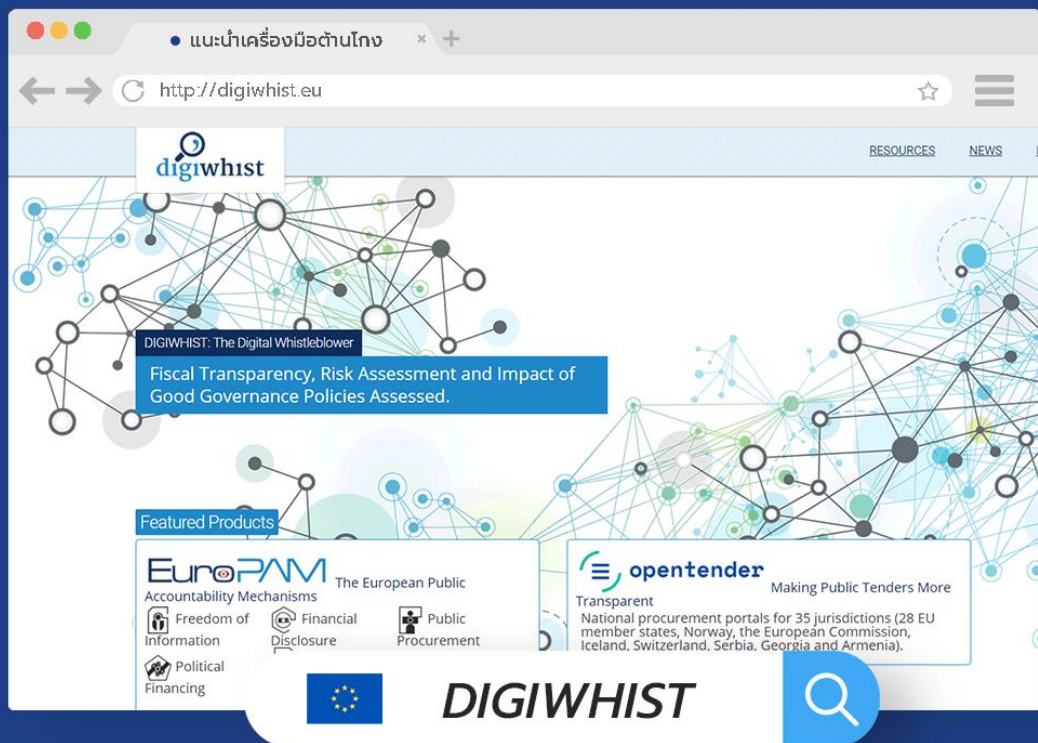 แนะนำเครื่องมือต้านโกง
http://digiwhist.eu
digiwhist
RESOURCES NEWS
DIGIWHIST: The Digital Whistleblower
Fiscal Transparency, Risk Assessment and Impact of
Good Governance Policies Assessed.
Featured Products
EuroPAM The European Public
Accountability Mechanisms
Freedom of
Information
Financial
Disclosure
Public
Procurement
Political
Financing
opentender Making Public Tenders More
Transparent
National procurement portals for 35 jurisdictions (28 EU
member states, Norway, the European Commission,
Iceland, Switzerland, Serbia, Georgia and Armenia).
DIGIWHIST